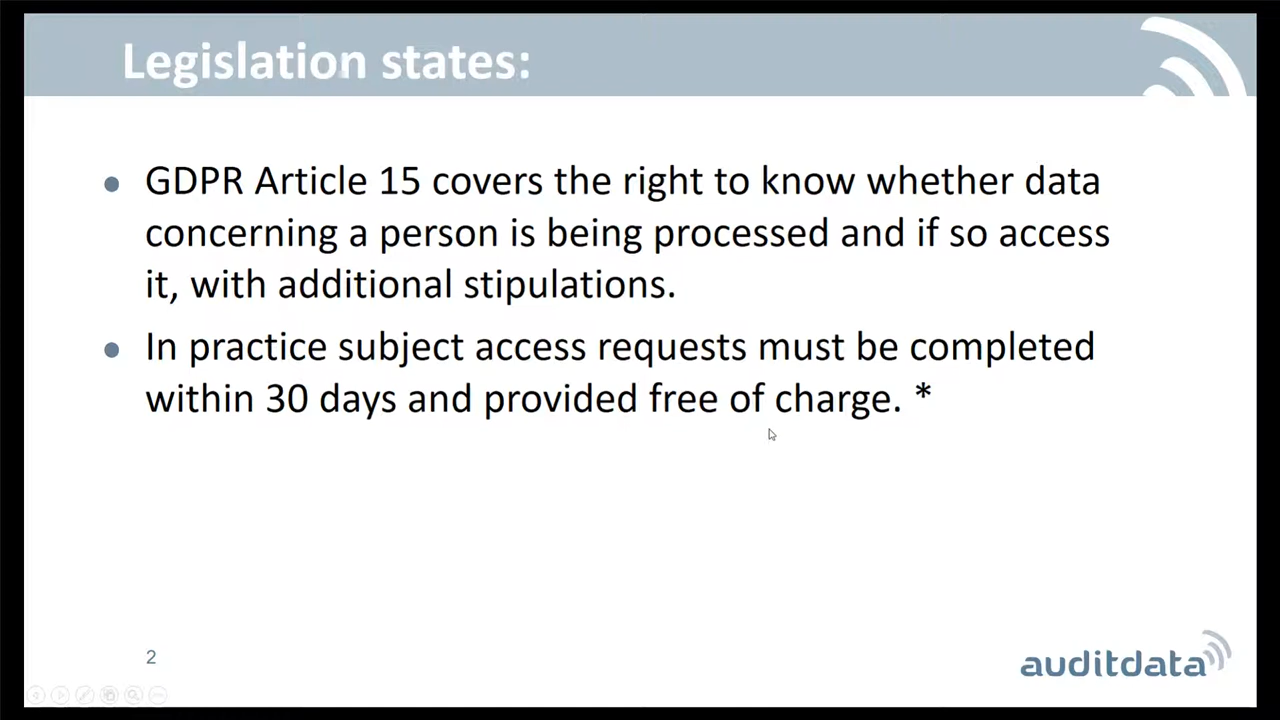 Legislation states:
● GDPR Article 15 covers the right to know whether data
concerning a person is being processed and if so access
it, with additional stipulations.
● In practice subject access requests must be completed
within 30 days and provided free of charge. *
2
auditdata